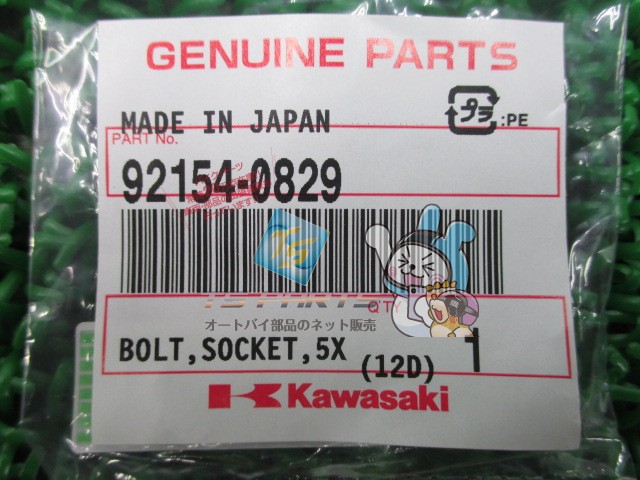 GENUINE PARTS
MADE IN JAPAN
プラ :PE
PART No.
92154-0829
Q'T
オートバイ部品のネット販売
BOLT,SOCKET,5X (12D) 1
Kawasaki